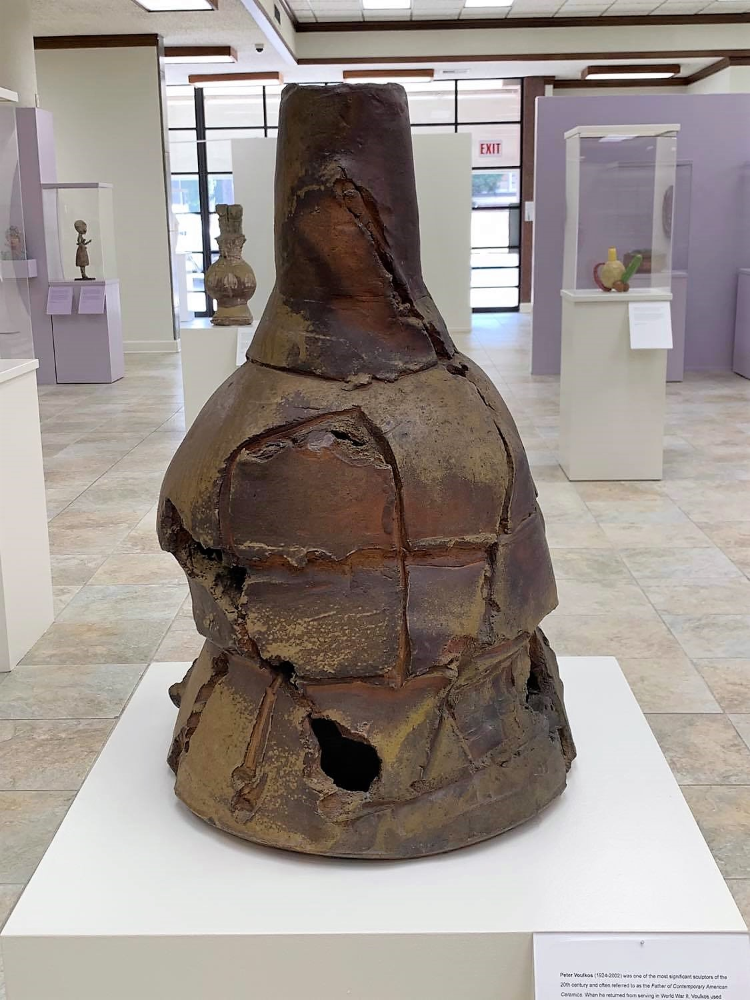 EXIT
Peter Voulkos (1924-2002) was one of the most significant sculptors of the
20th century and often referred to as the Father of Contemporary American
Ceramics. When he returned from serving in World War II, Voulkos used